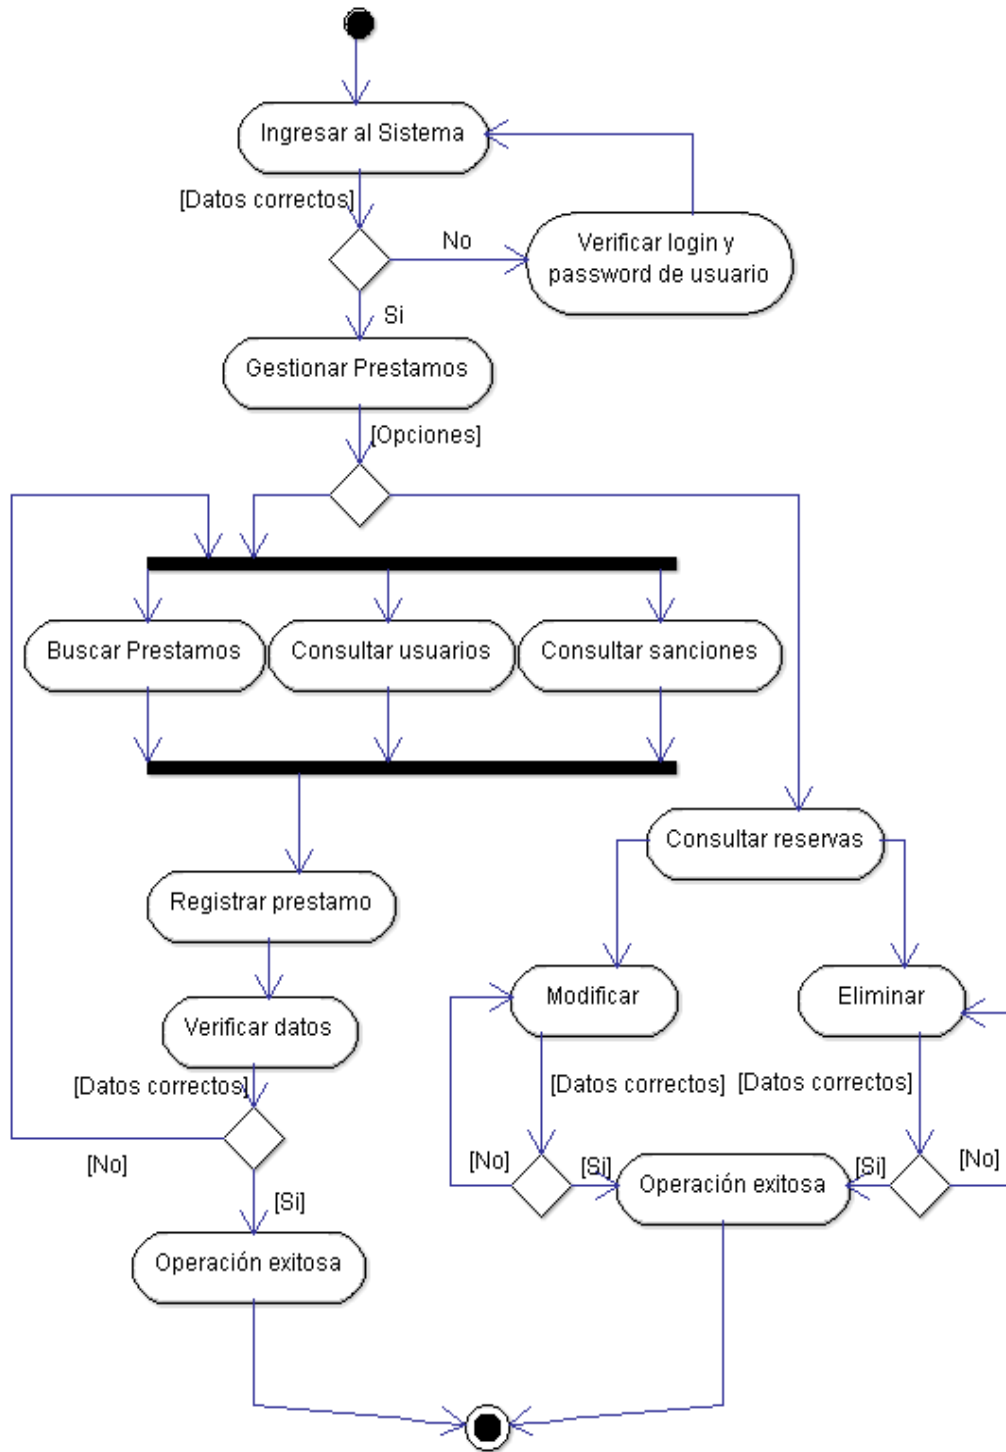 Ingresar al Sistema
[Datos correctos]
No
Verificar login y
password de usuario
Si
Gestionar Prestamos
[Opciones]
Buscar Prestamos
Consultar usuarios
Consultar sanciones
Consultar reservas
Registrar prestamo
Modificar
Eliminar
Verificar datos
[Datos correctos]
[Datos correctos]
[Datos correctos]
[No]
[No]
[Si]
Operación exitosa
[Si]
[No]
[Si]
Operación exitosa